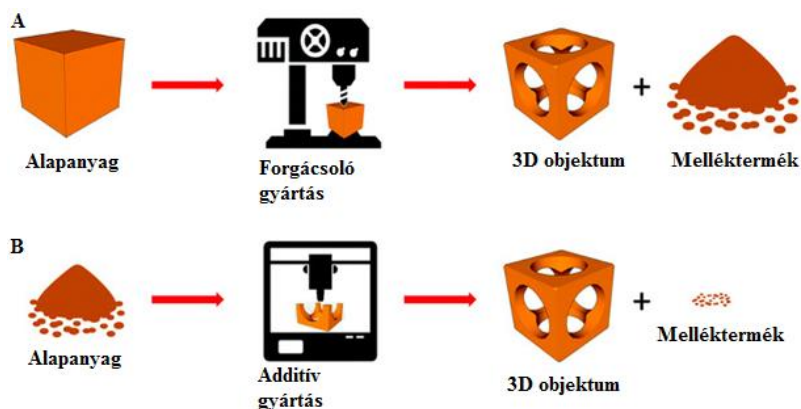 A
Alapanyag
Forgácsoló
gyártás
3D objektum
+
Melléktermék
B
Alapanyag
Additív
gyártás
3D objektum
+
Melléktermék